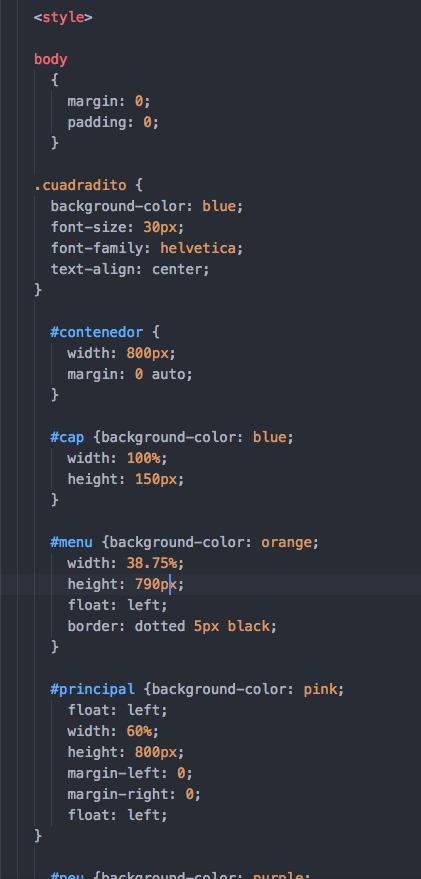 <style>
body
{
margin: 0;
padding: 0;
}
.cuadradito {
background-color: blue;
font-size: 30px;
font-family: helvetica;
text-align: center;
}
#contenedor {
width: 800px;
margin: 0 auto;
}
#cap {background-color: blue;
width: 100%;
height: 150px;
}
#menu {background-color: orange;
width: 38.75%;
height: 790px;
float: left;
border: dotted 5px black;
}
#principal {background-color: pink;
float: left;
width: 60%;
height: 800px;
margin-left: 0;
margin-right: 0;
float: left;
}
#peu {background-color: purple;